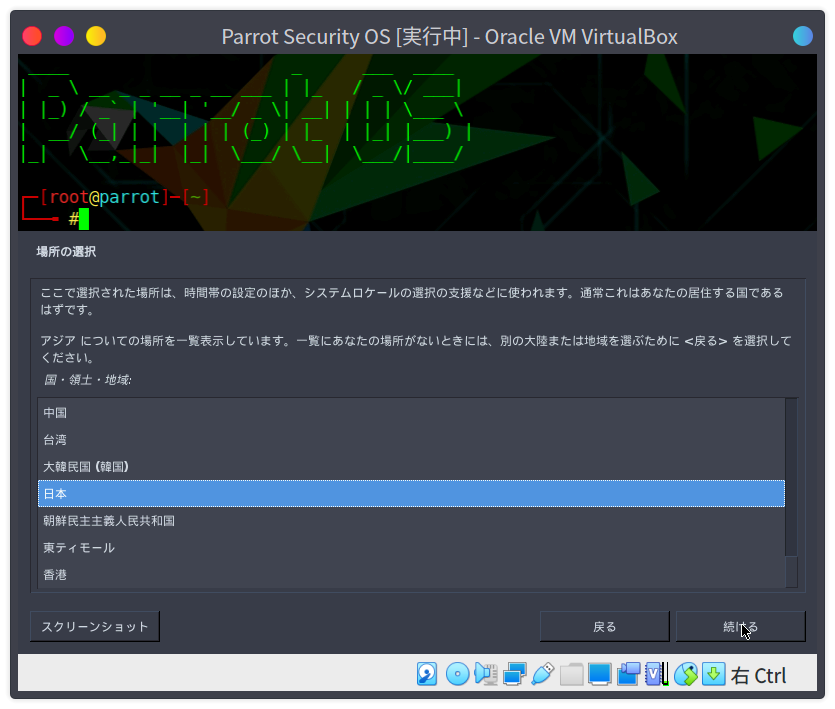 Parrot Security OS [実行中] - Oracle VM VirtualBox
Parrot OS
[root@parrot]─[~]
#
場所の選択
ここで選択された場所は、時間帯の設定のほか、システムロケールの選択の支援などに使われます。通常これはあなたの居住する国である
はずです。
アジア についての場所を一覧表示しています。一覧にあなたの場所がないときには、別の大陸または地域を選ぶために <戻る> を選択して
ください。
国・領土・地域:
中国
台湾
大韓民国 (韓国)
日本
朝鮮民主主義人民共和国
東ティモール
香港
スクリーンショット
戻る
続ける
右 Ctrl